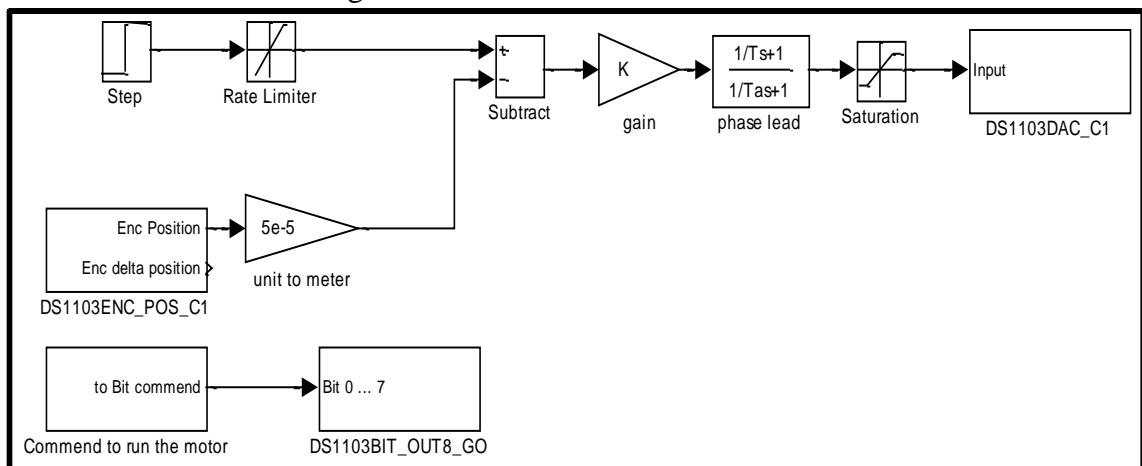 Step
Rate Limiter
+
−
Subtract
K
gain
1/Ts+1
1/Tas+1
phase lead
Saturation
Input
DS1103DAC_C1
Enc Position
Enc delta position
DS1103ENC_POS_C1
5e-5
unit to meter
to Bit commend
Commend to run the motor
Bit 0 ... 7
DS1103BIT_OUT8_GO